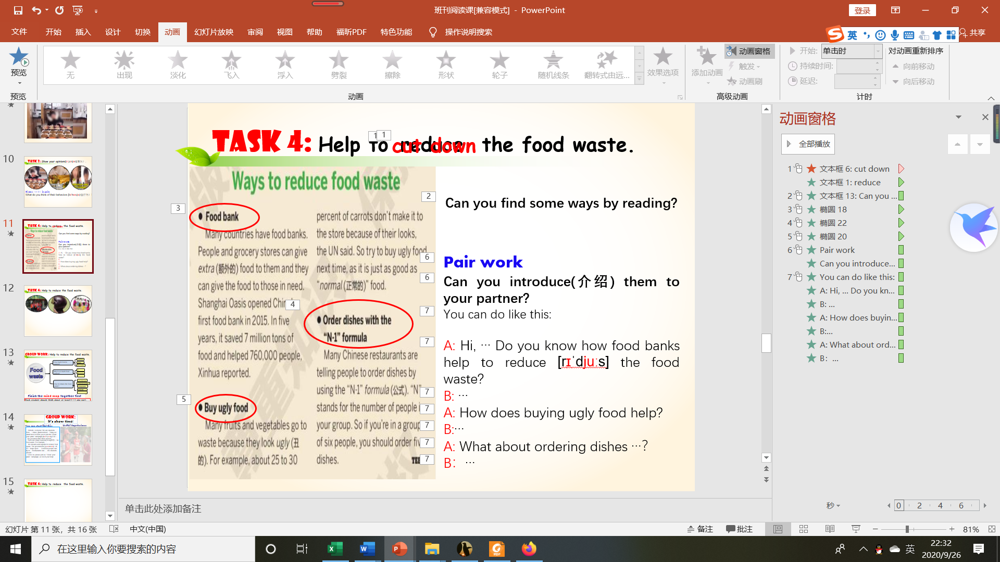 班刊阅读课[兼容模式] - PowerPoint
登录
文件 开始 插入 设计 切换 动画 幻灯片放映 审阅 视图 帮助 福昕PDF 特色功能 操作说明搜索
英
共享
预览
无 出现 淡化 飞入 浮入 劈裂 擦除 形状 轮子 随机线条 翻转式由远...
效果选项
添加动画
动画窗格
触发
动画刷
开始: 单击时
持续时间:
延迟:
对动画重新排序
向前移动
向后移动
预览 动画 高级动画 计时
10
TASK 3: Show your opinions
11
TASK 4: Help to the food waste.
Ways to reduce food waste
Can you find some ways by reading?
Pair work
12
TASK 4: Help to reduce the food waste.
13
GROUP WORK: Help to reduce the food waste.
Food waste
Finish the mind map together first
14
GROUP WORK:
It's show time!
15
TASK 4: Help to reduce the food waste.
TASK 4: Help to reduce cut down the food waste.
1 1
Ways to reduce food waste
3
● Food bank
Many countries have food banks.
People and grocery stores can give
extra (额外的) food to them and they
can give the food to those in need.
Shanghai Oasis opened
first food bank in 2015. In five
years, it saved 7 million tons of
food and helped 760,000 people,
Xinhua reported.
5
● Buy ugly food
Many fruits and vegetables go to
waste because they look ugly (丑
的). For example, about 25 to 30
percent of carrots don't make it to
the store because of their looks,
the UN said. So try to buy ugly food
next time, as it is just as good as
"normal (正常的)" food.
4
● Order dishes with the
"N-1" formula
Many Chinese restaurants are
telling people to order dishes by
using the "N-1" formula (公式). "N"
stands for the number of people
your group. So if you're in a group
of six people, you should order
dishes.
2
Can you find some ways by reading?
6
Pair work
6
Can you introduce(介绍) them to
your partner?
7
You can do like this:
7
A: Hi, ··· Do you know how food banks
help to reduce [rɪˈdjuːs] the food
waste?
7
B: ···
7
A: How does buying ugly food help?
7
B:···
7
A: What about ordering dishes ···?
7
B: ···
动画窗格
全部播放
1 文本框 6: cut down
文本框 1: reduce
2 文本框 13: Can you ...
3 椭圆 18
4 椭圆 22
5 椭圆 20
6 Pair work
Can you introduce...
7 You can do like this:
A: Hi, ... Do you kn...
B: ...
A: How does buyin...
B:...
A: What about ord...
B: ...
秒 0 2 4 6
单击此处添加备注
幻灯片 第 11 张，共 16 张 中文(中国) 备注 批注 81%
在这里输入你要搜索的内容
英
22:32
2020/9/26